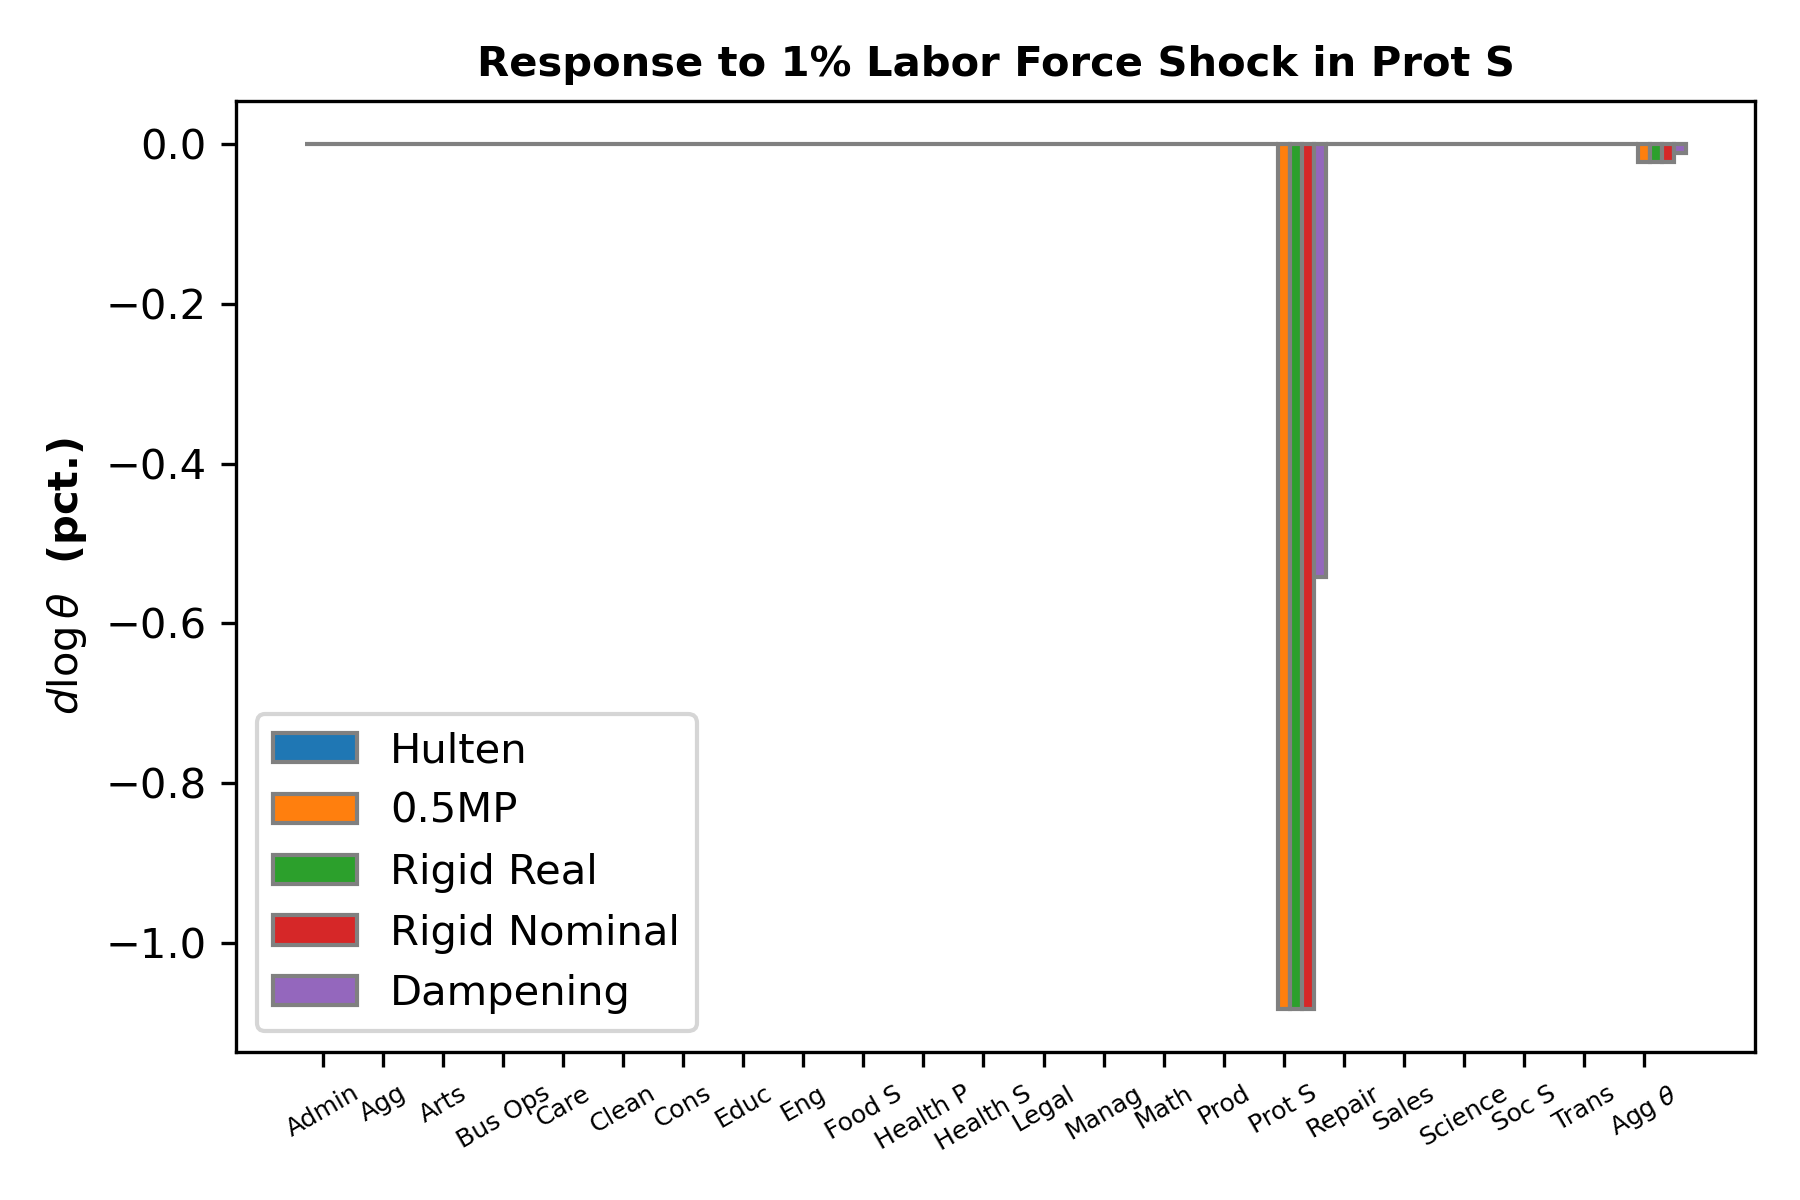 Response to 1% Labor Force Shock in Prot S
dlog θ (pct.)
0.0
−0.2
−0.4
−0.6
−0.8
−1.0
Hulten
0.5MP
Rigid Real
Rigid Nominal
Dampening
Admin
Agg
Arts
Bus Ops
Care
Clean
Cons
Educ
Eng
Food S
Health P
Health S
Legal
Manag
Math
Prod
Prot S
Repair
Sales
Science
Soc S
Trans
Agg θ